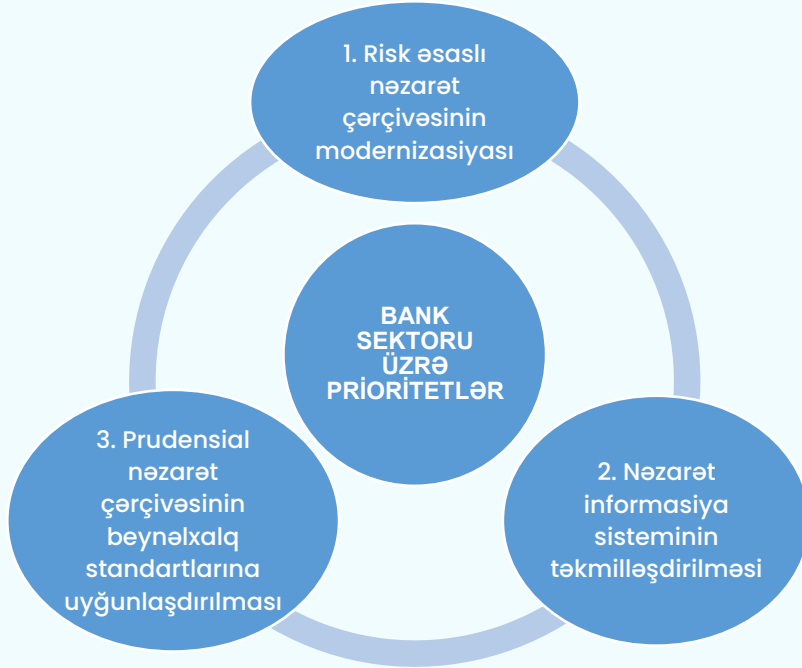 1. Risk əsaslı
nəzarət
çərçivəsinin
modernizasiyası
BANK
SEKTORU
ÜZRƏ
PRİORİTETLƏR
3. Prudensial
nəzarət
çərçivəsinin
beynəlxalq
standartlarına
uyğunlaşdırılması
2. Nəzarət
informasiya
sisteminin
təkmilləşdirilməsi